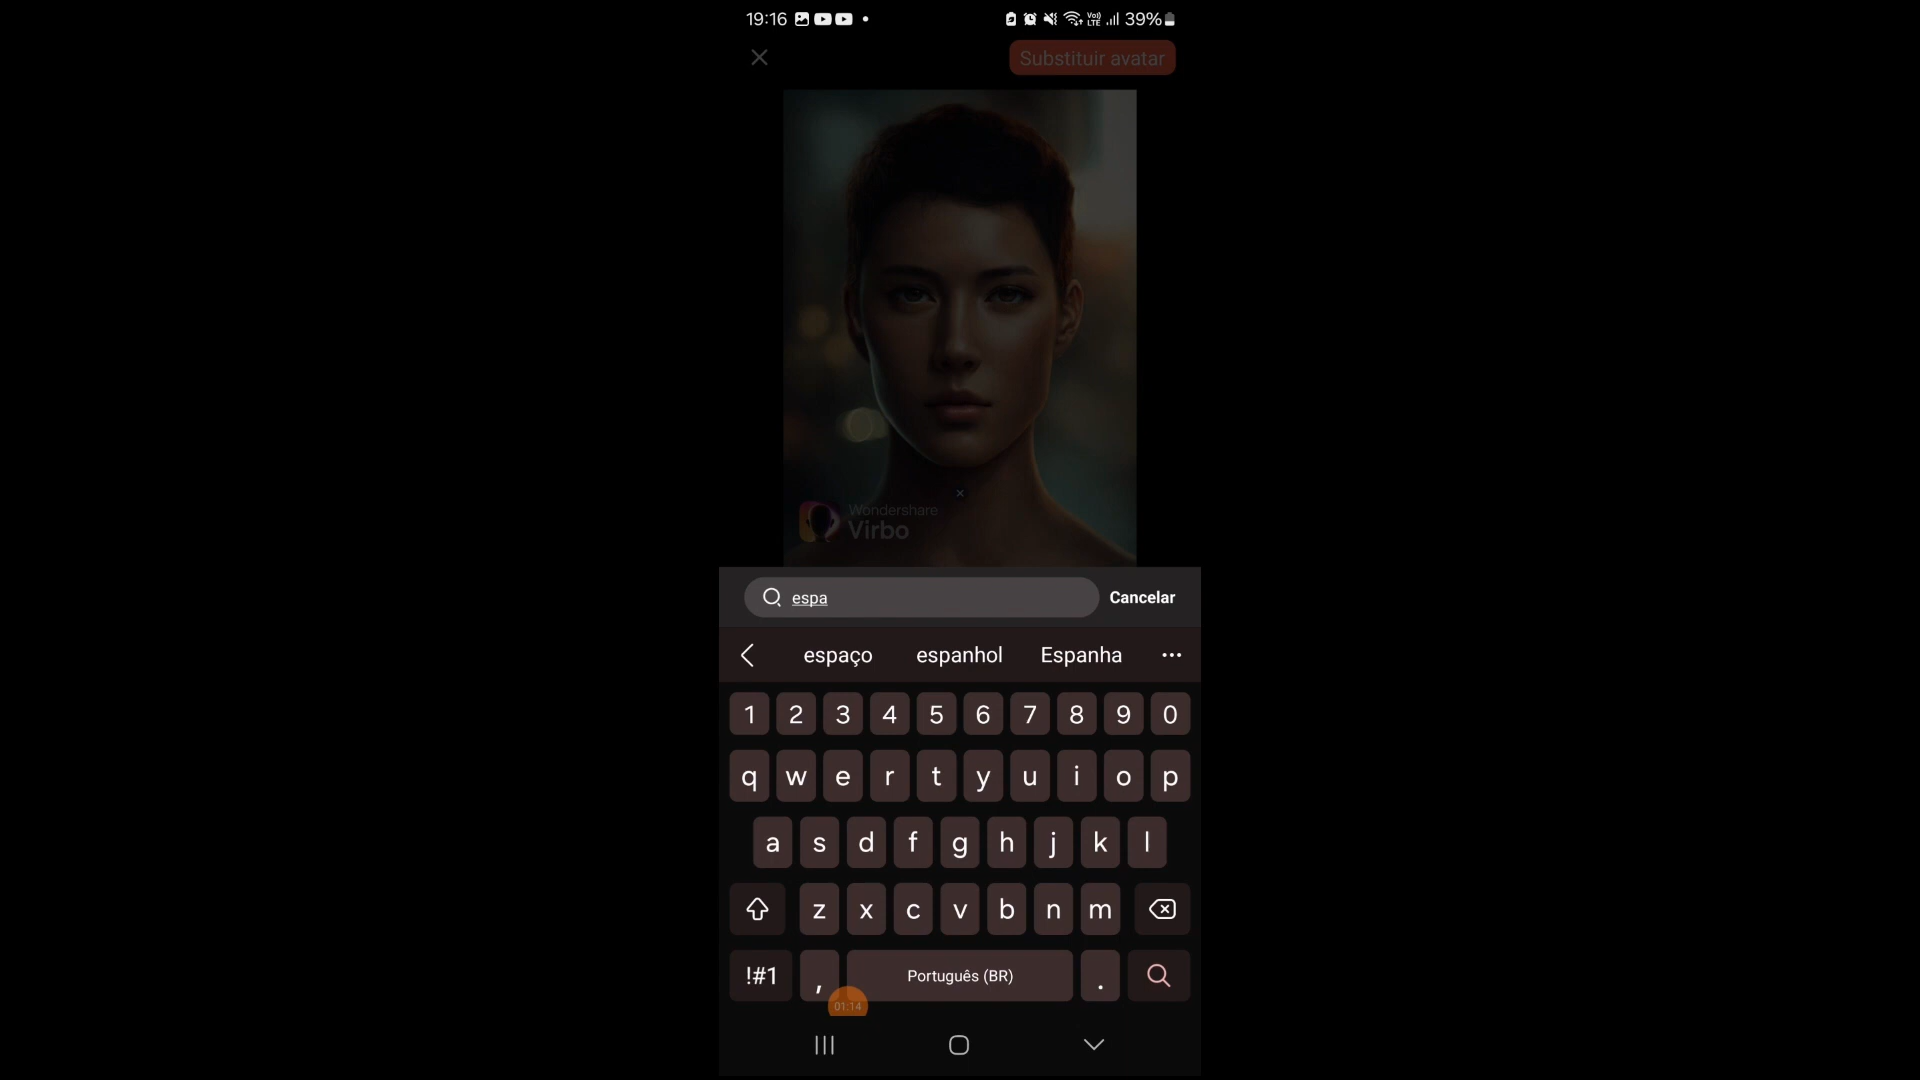 19:16 39%
Substituir avatar
Wondershare
Virbo
espa Cancelar
espaço espanhol Espanha ...
1 2 3 4 5 6 7 8 9 0
q w e r t y u i o p
a s d f g h j k l
z x c v b n m
!#1 , Português (BR) .
01:14